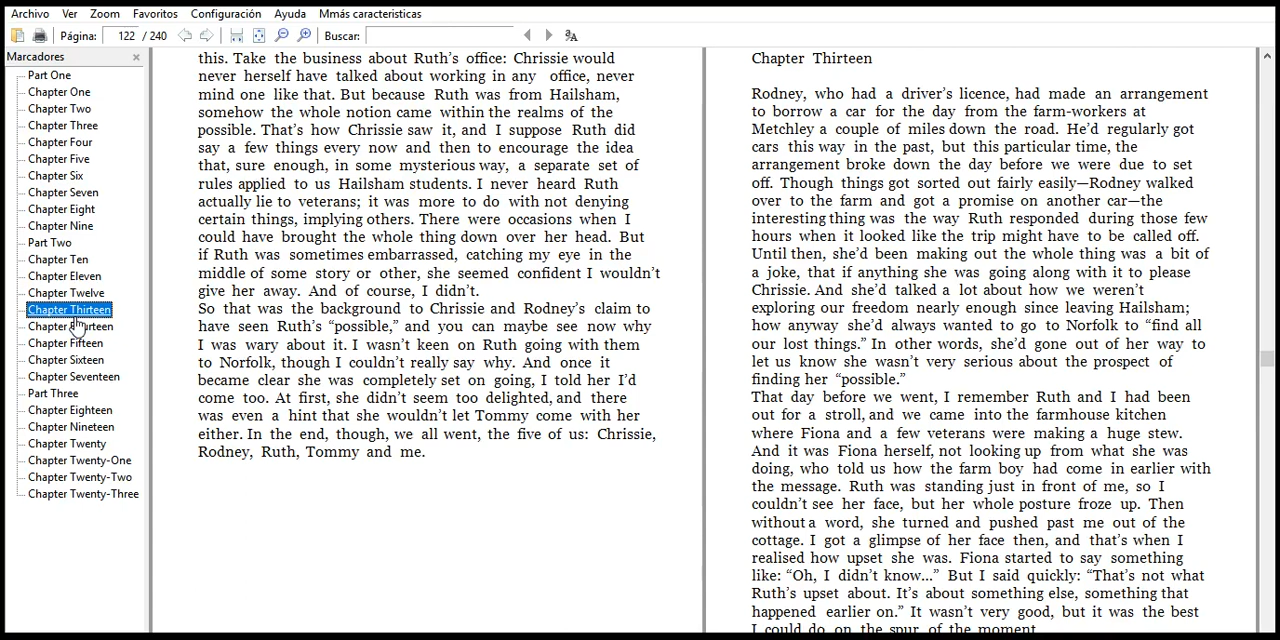 Archivo Ver Zoom Favoritos Configuración Ayuda Mmás caracteristicas
Página: 122 / 240 Buscar:
Marcadores
Part One
Chapter One
Chapter Two
Chapter Three
Chapter Four
Chapter Five
Chapter Six
Chapter Seven
Chapter Eight
Chapter Nine
Part Two
Chapter Ten
Chapter Eleven
Chapter Twelve
Chapter Thirteen
Chapter Fourteen
Chapter Fifteen
Chapter Sixteen
Chapter Seventeen
Part Three
Chapter Eighteen
Chapter Nineteen
Chapter Twenty
Chapter Twenty-One
Chapter Twenty-Two
Chapter Twenty-Three
this. Take the business about Ruth’s office: Chrissie would
never herself have talked about working in any office, never
mind one like that. But because Ruth was from Hailsham,
somehow the whole notion came within the realms of the
possible. That’s how Chrissie saw it, and I suppose Ruth did
say a few things every now and then to encourage the idea
that, sure enough, in some mysterious way, a separate set of
rules applied to us Hailsham students. I never heard Ruth
actually lie to veterans; it was more to do with not denying
certain things, implying others. There were occasions when I
could have brought the whole thing down over her head. But
if Ruth was sometimes embarrassed, catching my eye in the
middle of some story or other, she seemed confident I wouldn’t
give her away. And of course, I didn’t.
So that was the background to Chrissie and Rodney’s claim to
have seen Ruth’s “possible,” and you can maybe see now why
I was wary about it. I wasn’t keen on Ruth going with them
to Norfolk, though I couldn’t really say why. And once it
became clear she was completely set on going, I told her I’d
come too. At first, she didn’t seem too delighted, and there
was even a hint that she wouldn’t let Tommy come with her
either. In the end, though, we all went, the five of us: Chrissie,
Rodney, Ruth, Tommy and me.
Chapter Thirteen
Rodney, who had a driver’s licence, had made an arrangement
to borrow a car for the day from the farm-workers at
Metchley a couple of miles down the road. He’d regularly got
cars this way in the past, but this particular time, the
arrangement broke down the day before we were due to set
off. Though things got sorted out fairly easily—Rodney walked
over to the farm and got a promise on another car—the
interesting thing was the way Ruth responded during those few
hours when it looked like the trip might have to be called off.
Until then, she’d been making out the whole thing was a bit of
a joke, that if anything she was going along with it to please
Chrissie. And she’d talked a lot about how we weren’t
exploring our freedom nearly enough since leaving Hailsham;
how anyway she’d always wanted to go to Norfolk to “find all
our lost things.” In other words, she’d gone out of her way to
let us know she wasn’t very serious about the prospect of
finding her “possible.”
That day before we went, I remember Ruth and I had been
out for a stroll, and we came into the farmhouse kitchen
where Fiona and a few veterans were making a huge stew.
And it was Fiona herself, not looking up from what she was
doing, who told us how the farm boy had come in earlier with
the message. Ruth was standing just in front of me, so I
couldn’t see her face, but her whole posture froze up. Then
without a word, she turned and pushed past me out of the
cottage. I got a glimpse of her face then, and that’s when I
realised how upset she was. Fiona started to say something
like: “Oh, I didn’t know...” But I said quickly: “That’s not what
Ruth’s upset about. It’s about something else, something that
happened earlier on.” It wasn’t very good, but it was the best
I could do on the spur of the moment